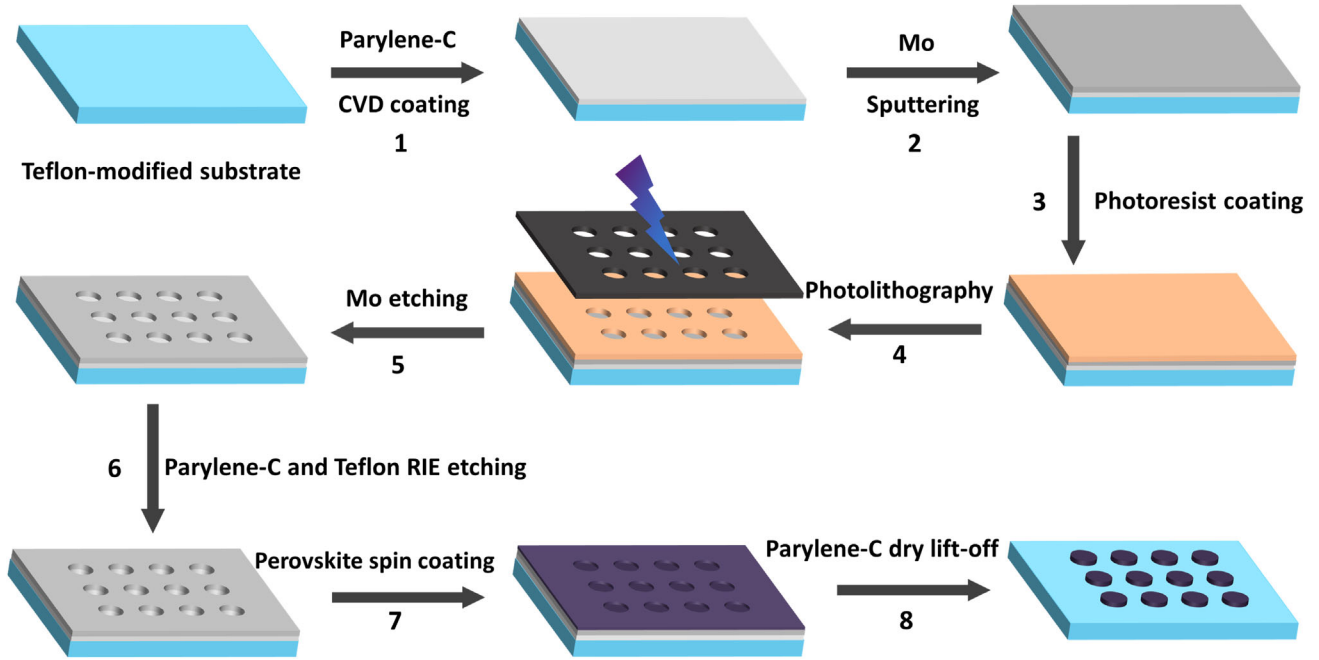 Parylene-C
CVD coating
1
Mo
Sputtering
2
Teflon-modified substrate
3
Photoresist coating
Photolithography
4
Mo etching
5
6
Parylene-C and Teflon RIE etching
Perovskite spin coating
7
Parylene-C dry lift-off
8